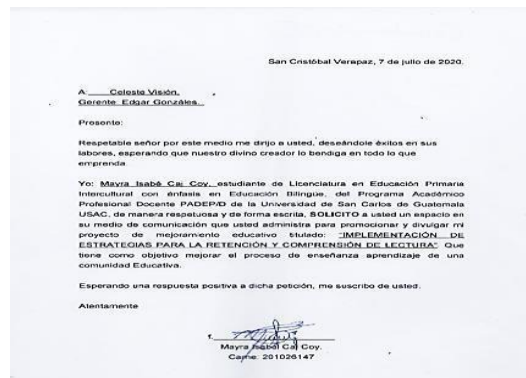 San Cristóbal Verapaz, 7 de julio de 2020.
A: Celeste Visión.
Gerente Edgar Gonzáles.
Presente:
Respetable señor por este medio me dirijo a usted, deseándole éxitos en sus
labores, esperando que nuestro divino creador lo bendiga en todo lo que
emprenda
Yo: Mayra Isabé Caj Coy, estudiante de Licenciatura en Educación Primaria
Intercultural con énfasis en Educación Bilingüe, del Programa Académico
Profesional Docente PADEP/D de la Universidad de San Carlos de Guatemala
USAC, de manera respetuosa y de forma escrita, SOLICITO a usted un espacio en
su medio de comunicación que usted administra para promocionar y divulgar mi
proyecto de mejoramiento educativo titulado: "IMPLEMENTACIÓN DE
ESTRATEGIAS PARA LA RETENCIÓN Y COMPRENSIÓN DE LECTURA". Que
tiene como objetivo mejorar el proceso de enseñanza aprendizaje de una
comunidad Educativa.
Esperando una respuesta positiva a dicha petición, me suscribo de usted.
Atentamente
Mayra Isabel Caj Coy.
Carné: 201026147